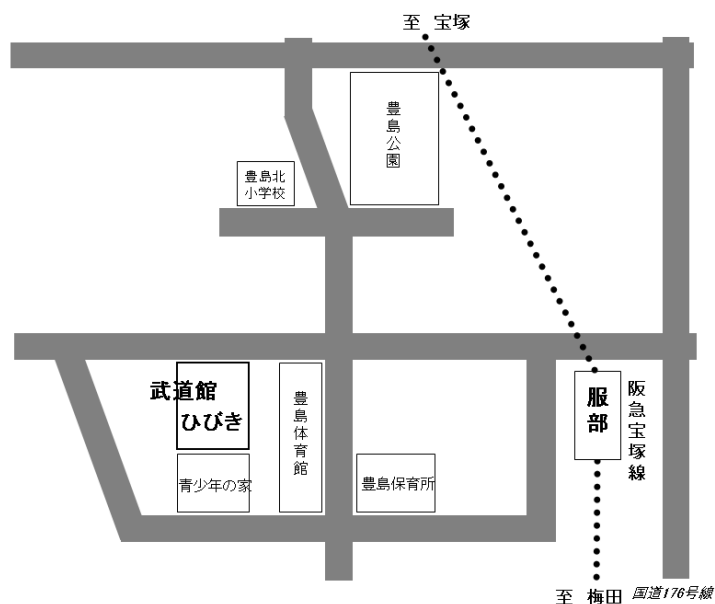 至 宝塚
豊島公園
豊島北
小学校
武道館
ひびき
豊島体育館
服部
阪急宝塚線
青少年の家
豊島保育所
至 梅田
国道176号線